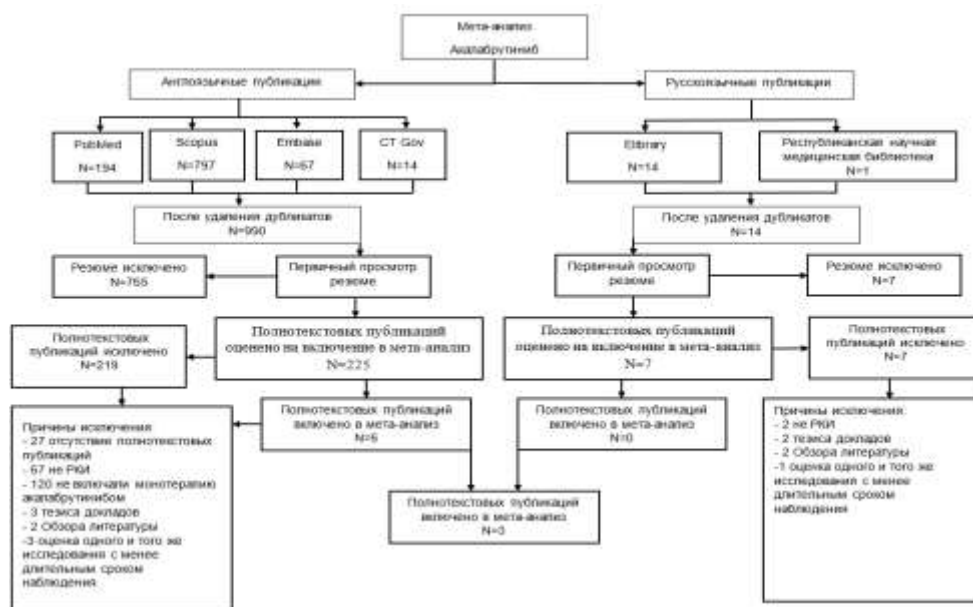 Мета-анализ
Акалабрутиниб
Англоязычные публикации
Русскоязычные публикации
PubMed
N=194
Scopus
N=797
Embase
N=67
CT Gov
N=14
Elibrary
N=14
Республиканская научная
медицинская библиотека
N=1
После удаления дубликатов
N=990
После удаления дубликатов
N=14
Резюме исключено
N=755
Первичный просмотр
резюме
Первичный просмотр
резюме
Резюме исключено
N=7
Полнотекстовых
публикаций исключено
N=219
Полнотекстовых публикаций
оценено на включение в мета-анализ
N=225
Полнотекстовых публикаций
оценено на включение в мета-анализ
N=7
Полнотекстовых
публикаций исключено
N=7
Причины исключения
- 27 отсутствие полнотекстовых
публикаций
- 67 не РКИ
- 120 не включали монотерапию
акалабрутинибом
- 3 тезиса докладов
- 2 Обзора литературы
-3 оценка одного и того же
исследования с менее
длительным сроком
наблюдения
Полнотекстовых публикаций
включено в мета-анализ
N=6
Полнотекстовых публикаций
включено в мета-анализ
N=0
Причины исключения:
- 2 не РКИ
- 2 тезиса докладов
- 2 Обзора литературы
-1 оценка одного и того же
исследования с менее
длительным сроком
наблюдения
Полнотекстовых публикаций
включено в мета-анализ
N=3